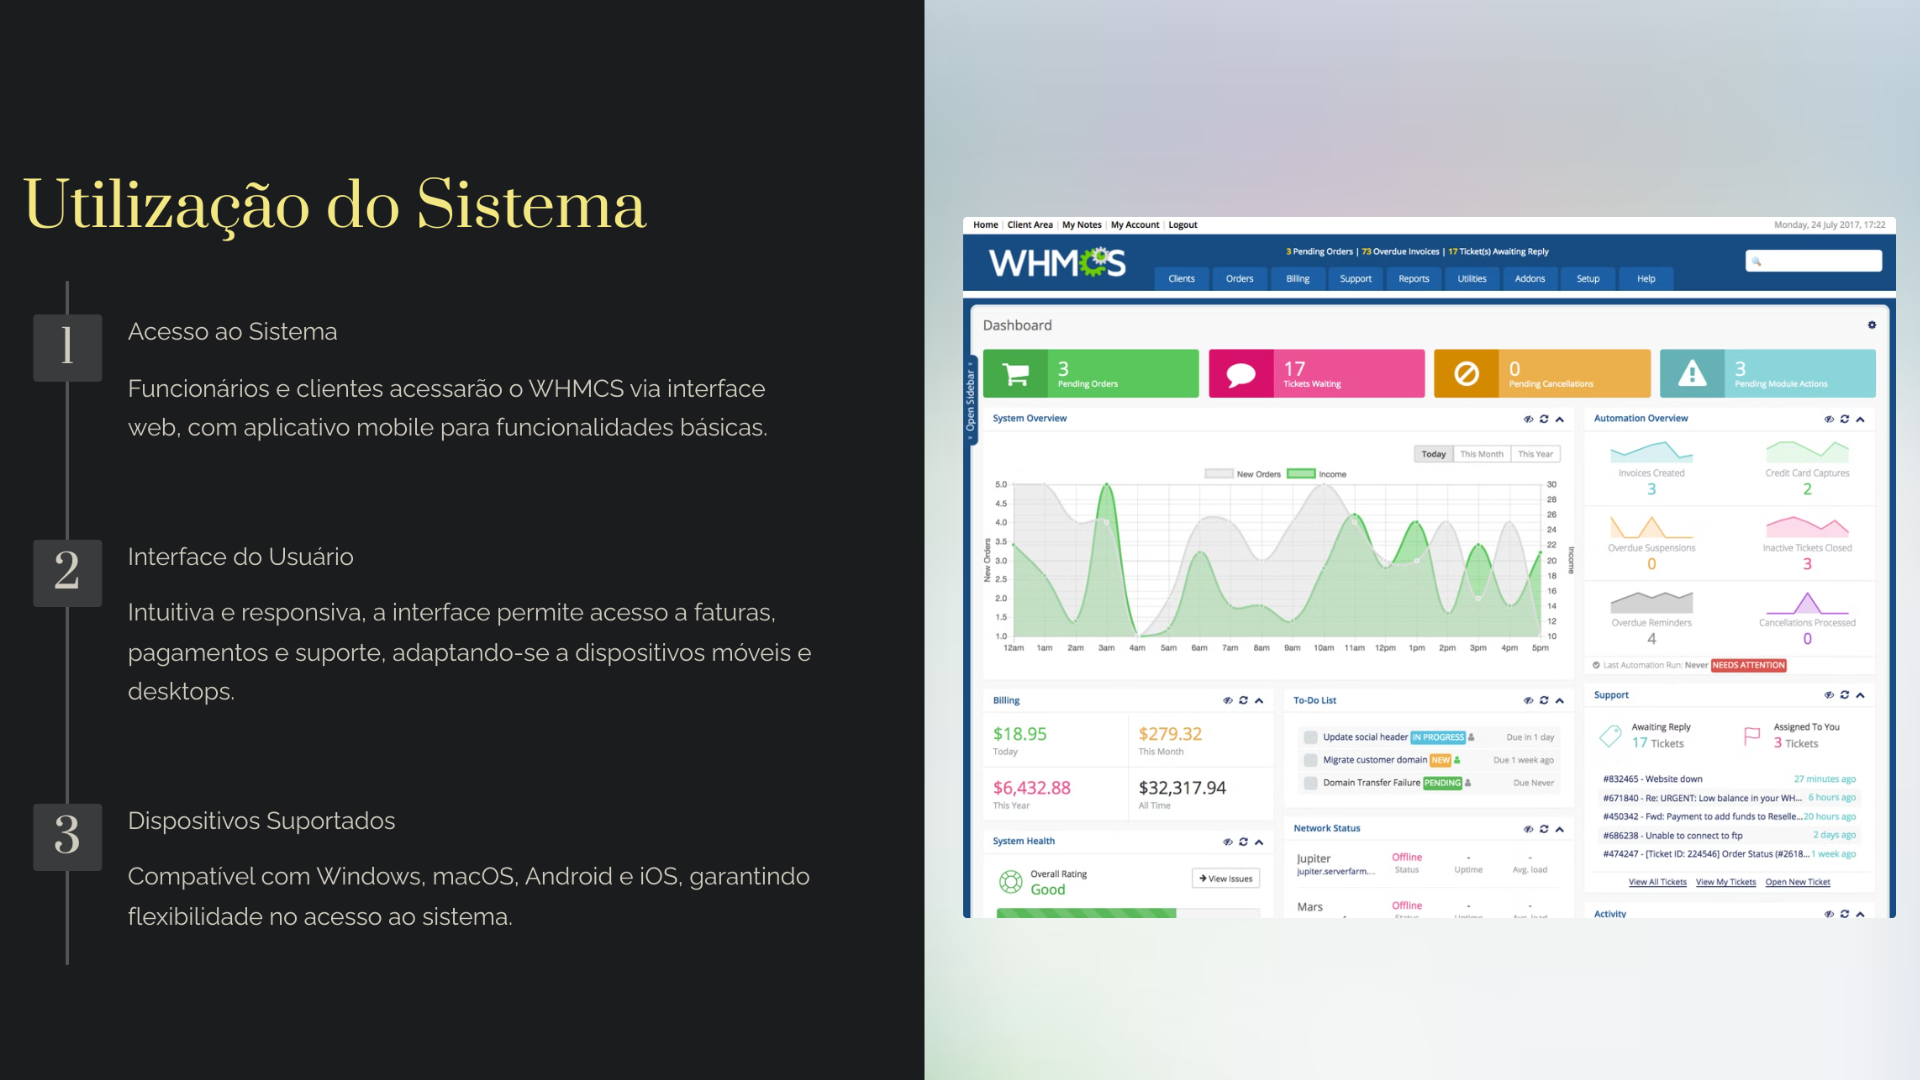 Utilização do Sistema
1
Acesso ao Sistema
Funcionários e clientes acessarão o WHMCS via interface
web, com aplicativo mobile para funcionalidades básicas.
2
Interface do Usuário
Intuitiva e responsiva, a interface permite acesso a faturas,
pagamentos e suporte, adaptando-se a dispositivos móveis e
desktops.
3
Dispositivos Suportados
Compatível com Windows, macOS, Android e iOS, garantindo
flexibilidade no acesso ao sistema.
Home | Client Area | My Notes | My Account | Logout
Monday, 24 July 2017, 17:22
WHMCS
3 Pending Orders | 73 Overdue Invoices | 17 Ticket(s) Awaiting Reply
Clients Orders Billing Support Reports Utilities Addons Setup Help
Dashboard
Open Sidebar
3
Pending Orders
17
Tickets Waiting
0
Pending Cancellations
3
Pending Module Actions
System Overview
Today This Month This Year
New Orders Income
New Orders
5.0
4.5
4.0
3.5
3.0
2.5
2.0
1.5
1.0
30
28
26
24
22
20
18
16
14
12
10
Income
12am 1am 2am 3am 4am 5am 6am 7am 8am 9am 10am 11am 12pm 1pm 2pm 3pm 4pm 5pm
Automation Overview
Invoices Created
3
Credit Card Captures
2
Overdue Suspensions
0
Inactive Tickets Closed
3
Overdue Reminders
4
Cancellations Processed
0
Last Automation Run: Never NEEDS ATTENTION
Billing
$18.95
Today
$279.32
This Month
$6,432.88
This Year
$32,317.94
All Time
To-Do List
Update social header IN PROGRESS Due in 1 day
Migrate customer domain NEW Due 1 week ago
Domain Transfer Failure PENDING Due Never
Support
Awaiting Reply
17 Tickets
Assigned To You
3 Tickets
#832465 - Website down 27 minutes ago
#671840 - Re: URGENT: Low balance in your WH... 6 hours ago
#450342 - Fwd: Payment to add funds to Reselle... 20 hours ago
#686238 - Unable to connect to ftp 2 days ago
#474247 - [Ticket ID: 224546] Order Status (#2618... 1 week ago
View All Tickets View My Tickets Open New Ticket
System Health
Overall Rating
Good
View Issues
Network Status
Jupiter
jupiter.serverfarm....
Offline
Status
-
Uptime
-
Avg. load
Mars
Offline
-
-
Activity